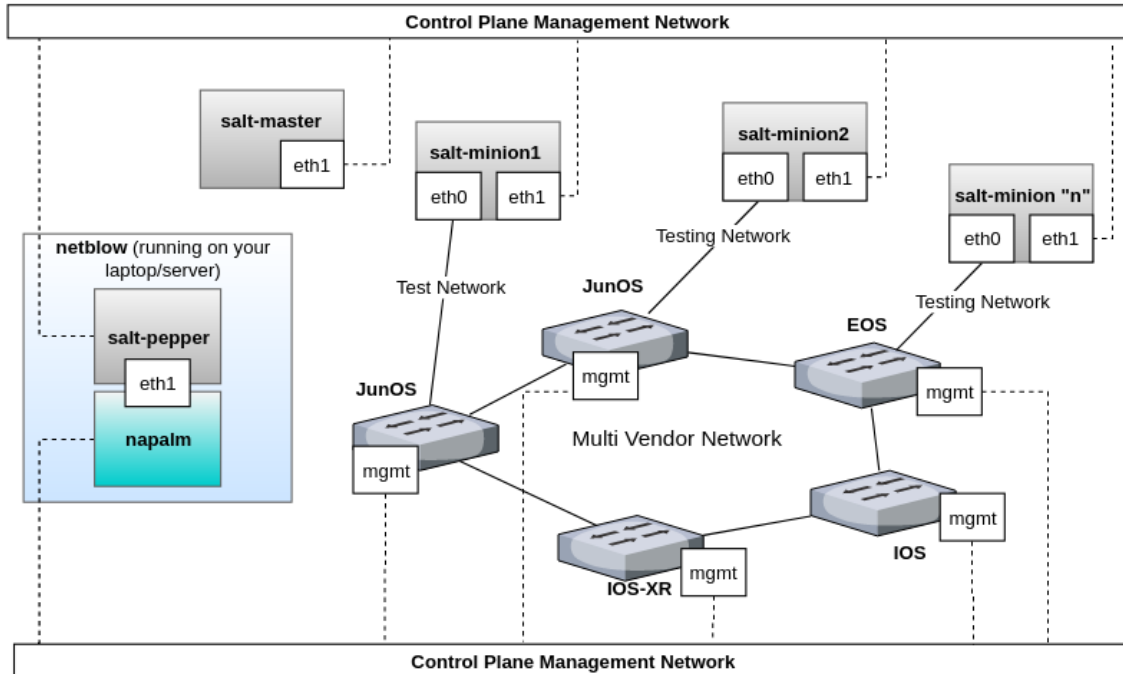 Control Plane Management Network
salt-master
eth1
salt-minion1
eth0
eth1
salt-minion2
eth0
eth1
salt-minion "n"
eth0
eth1
netblow (running on your
laptop/server)
salt-pepper
eth1
napalm
Test Network
Testing Network
Testing Network
JunOS
mgmt
EOS
mgmt
JunOS
mgmt
Multi Vendor Network
IOS
mgmt
IOS-XR
mgmt
Control Plane Management Network